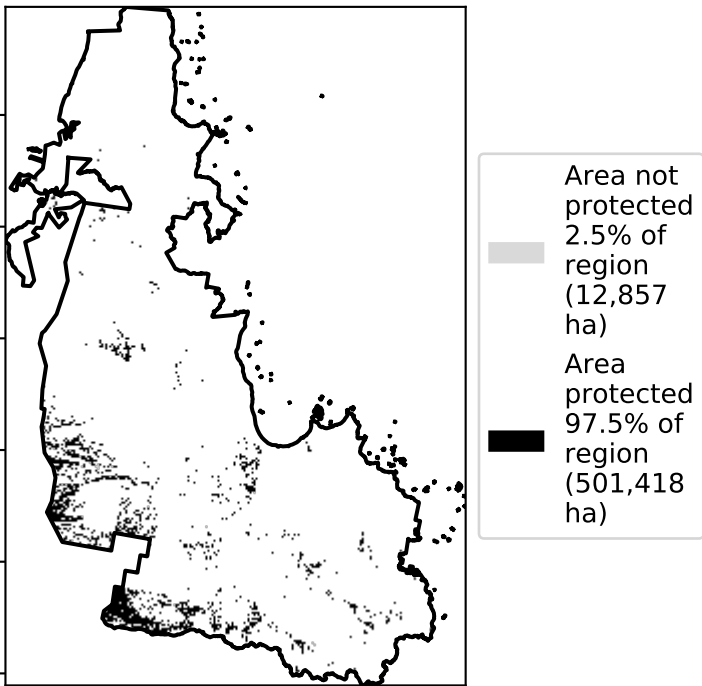 Area not
protected
2.5% of
region
(12,857
ha)
Area
protected
97.5% of
region
(501,418
ha)